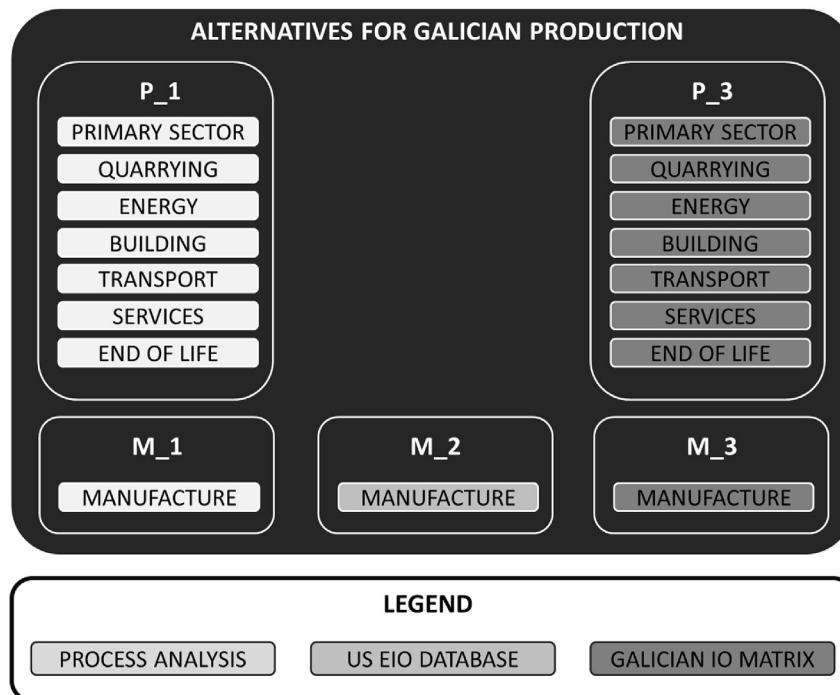 ALTERNATIVES FOR GALICIAN PRODUCTION
P_1
PRIMARY SECTOR
QUARRYING
ENERGY
BUILDING
TRANSPORT
SERVICES
END OF LIFE
P_3
PRIMARY SECTOR
QUARRYING
ENERGY
BUILDING
TRANSPORT
SERVICES
END OF LIFE
M_1
MANUFACTURE
M_2
MANUFACTURE
M_3
MANUFACTURE
LEGEND
PROCESS ANALYSIS
US EIO DATABASE
GALICIAN IO MATRIX